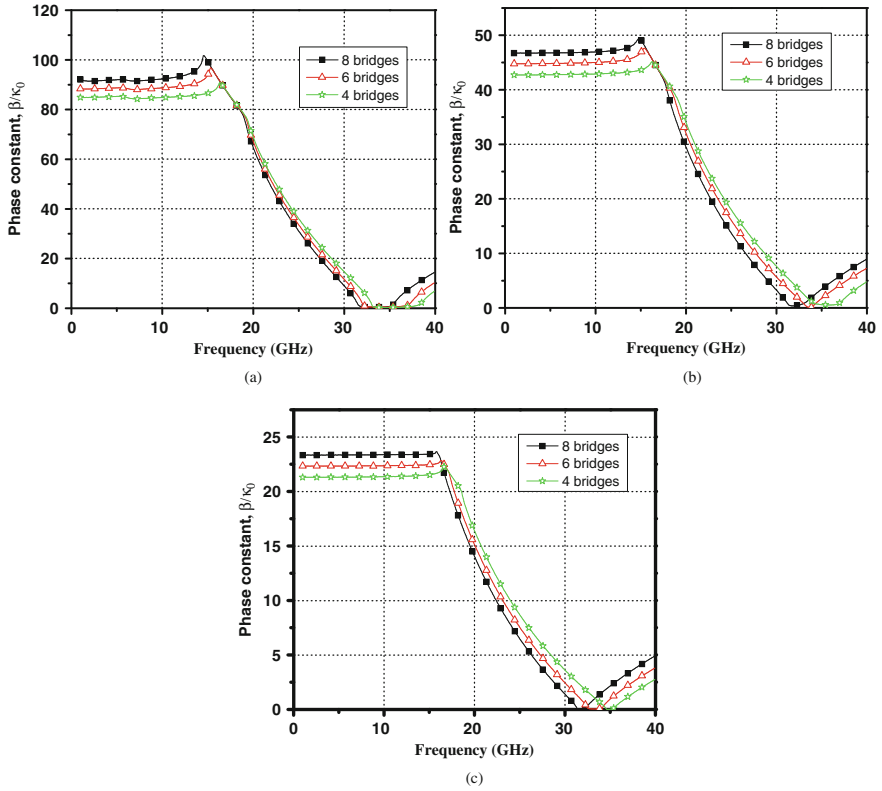 120
100
80
60
40
20
0
Phase constant, β/κ0
8 bridges
6 bridges
4 bridges
0 10 20 30 40
Frequency (GHz)
(a)
50
40
30
20
10
0
Phase constant, β/κ0
8 bridges
6 bridges
4 bridges
0 10 20 30 40
Frequency (GHz)
(b)
25
20
15
10
5
0
Phase constant, β/κ0
8 bridges
6 bridges
4 bridges
0 10 20 30 40
Frequency (GHz)
(c)